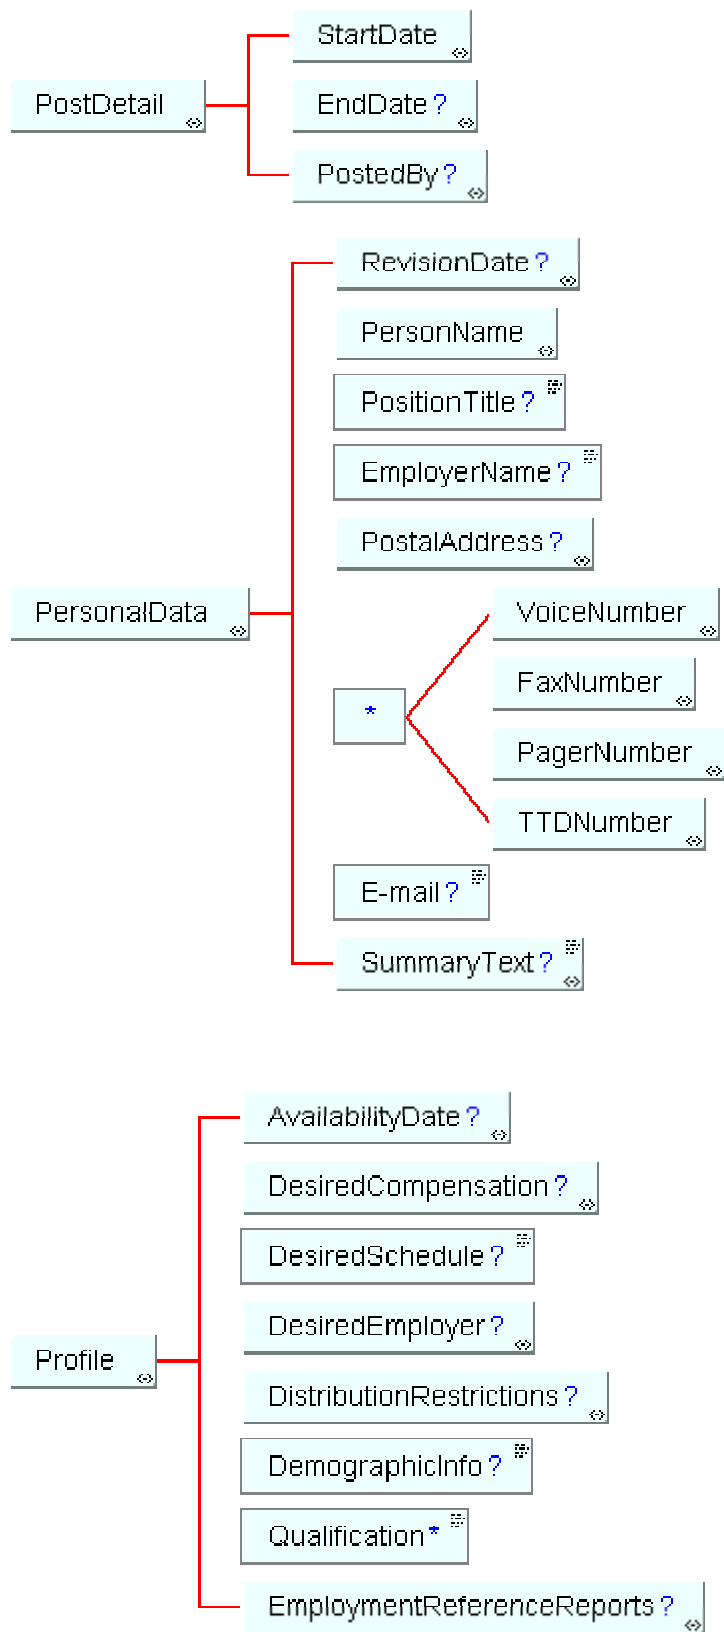 StartDate
PostDetail
EndDate?
PostedBy?
RevisionDate?
PersonName
PositionTitle?
EmployerName?
PostalAddress?
PersonalData
VoiceNumber
FaxNumber
*
PagerNumber
TTDNumber
E-mail?
SummaryText?
AvailabilityDate?
DesiredCompensation?
DesiredSchedule?
DesiredEmployer?
Profile
DistributionRestrictions?
DemographicInfo?
Qualification*
EmploymentReferenceReports?